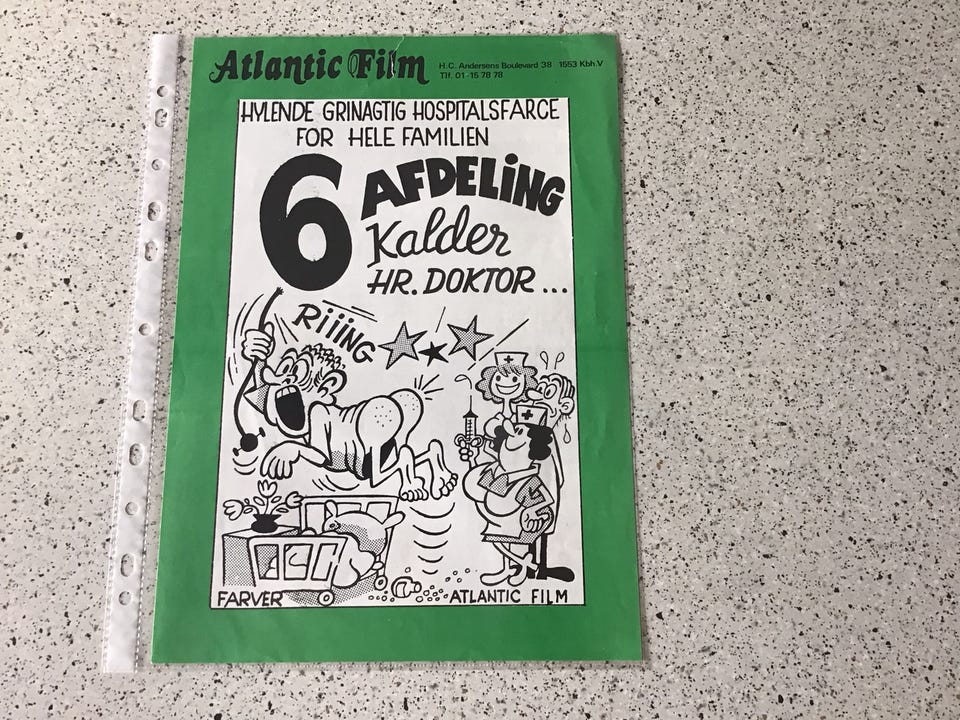 Atlantic Film
H.C. Andersens Boulevard 38 1553 Kbh.V
Tlf. 01-15 78 78
HYLENDE GRINAGTIG HOSPITALSFARCE
FOR HELE FAMILIEN
6 AFDELING
Kalder
HR. DOKTOR...
RIIING
FARVER
ATLANTIC FILM